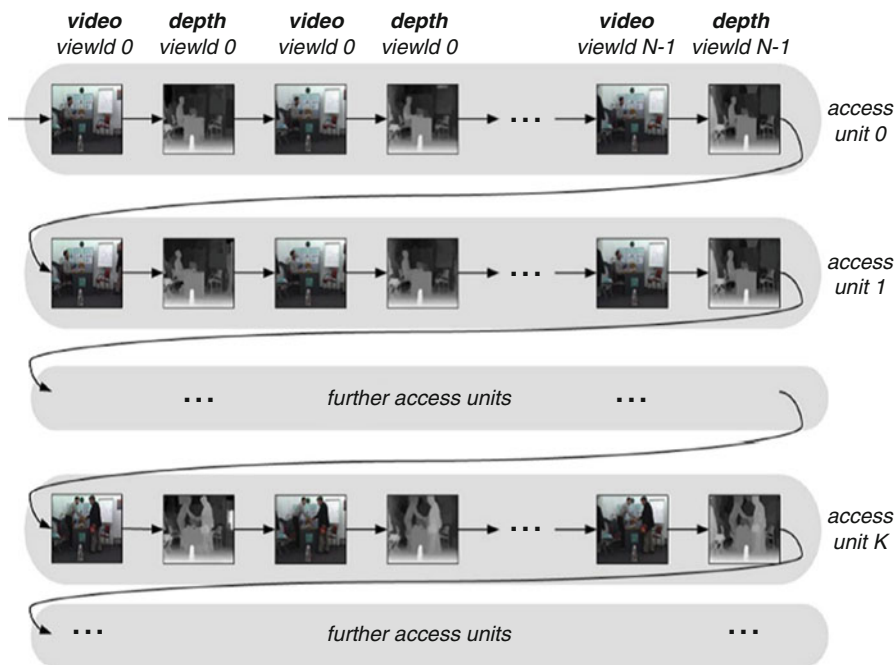 video depth video depth video depth
viewId 0 viewId 0 viewId 0 viewId 0 viewId N-1 viewId N-1
...
access
unit 0
...
access
unit 1
... further access units ...
...
access
unit K
... further access units ...